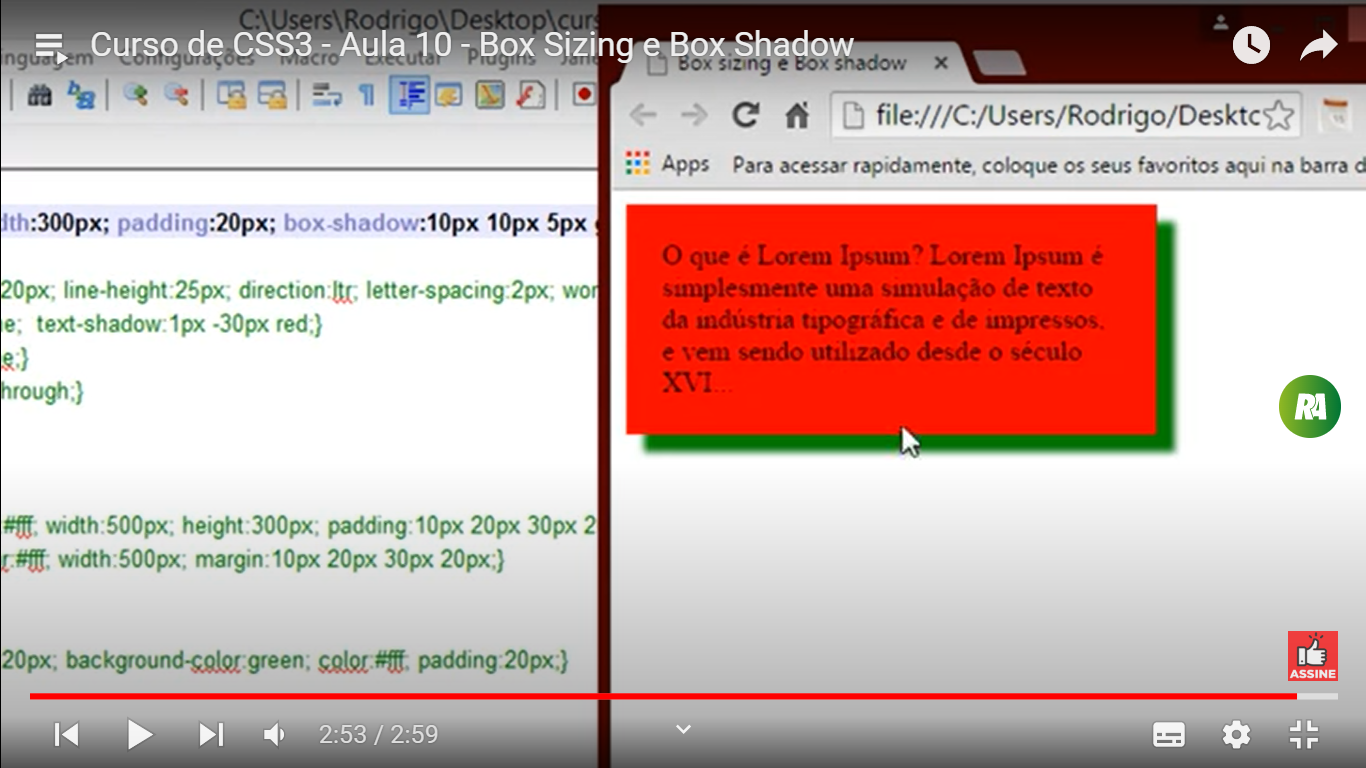 C:\Users\Rodrigo\Desktop\curs
Curso de CSS3 - Aula 10 - Box Sizing e Box Shadow
nguagem Configurações Macro Executar Plugins Jane
Box sizing e Box shadow
file:///C:/Users/Rodrigo/Desktc
Apps Para acessar rapidamente, coloque os seus favoritos aqui na barra d
dth:300px; padding:20px; box-shadow:10px 10px 5px g
20px; line-height:25px; direction:ltr; letter-spacing:2px; wor
ne; text-shadow:1px -30px red;}
e;}
hrough;}
#fff; width:500px; height:300px; padding:10px 20px 30px 2
r:#fff; width:500px; margin:10px 20px 30px 20px;}
20px; background-color:green; color:#fff; padding:20px;}
O que é Lorem Ipsum? Lorem Ipsum é
simplesmente uma simulação de texto
da indústria tipográfica e de impressos,
e vem sendo utilizado desde o século
XVI...
RA
ASSINE
2:53 / 2:59